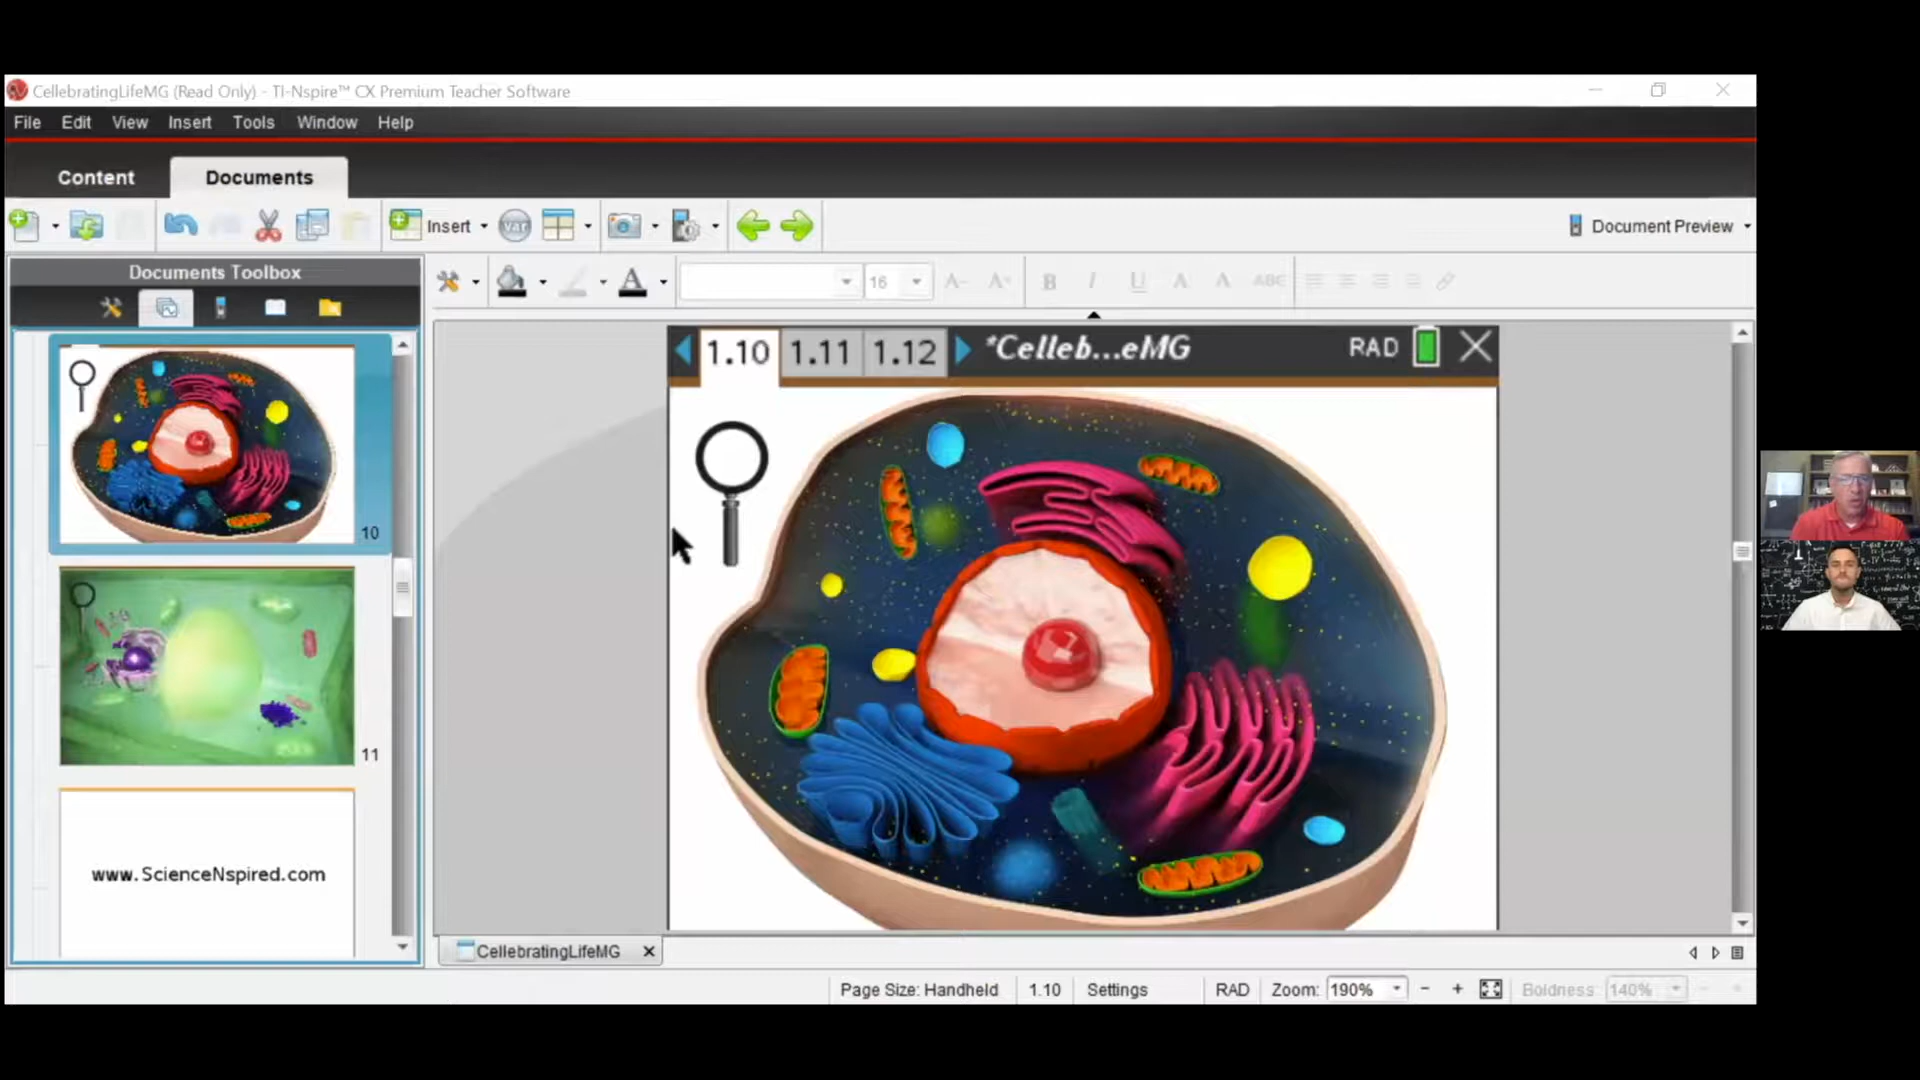 CellebratingLifeMG (Read Only) - TI-Nspire™ CX Premium Teacher Software
File Edit View Insert Tools Window Help
Content Documents
Insert VAR Document Preview
Documents Toolbox
A 16 A- A+ B I U A A ABC
1.10 1.11 1.12 *Celleb...eMG RAD
10
11
www.ScienceNspired.com
CellebratingLifeMG
Page Size: Handheld 1.10 Settings RAD Zoom: 190% - + Boldness 140% - +